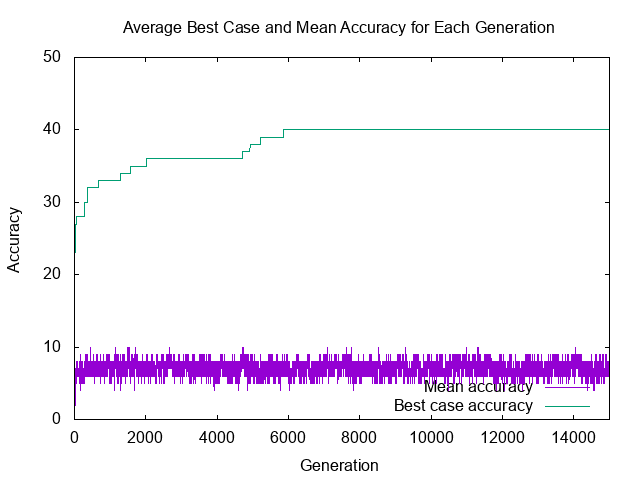 Average Best Case and Mean Accuracy for Each Generation
50
40
30
20
10
0
Accuracy
Mean accuracy
Best case accuracy
0 2000 4000 6000 8000 10000 12000 14000
Generation